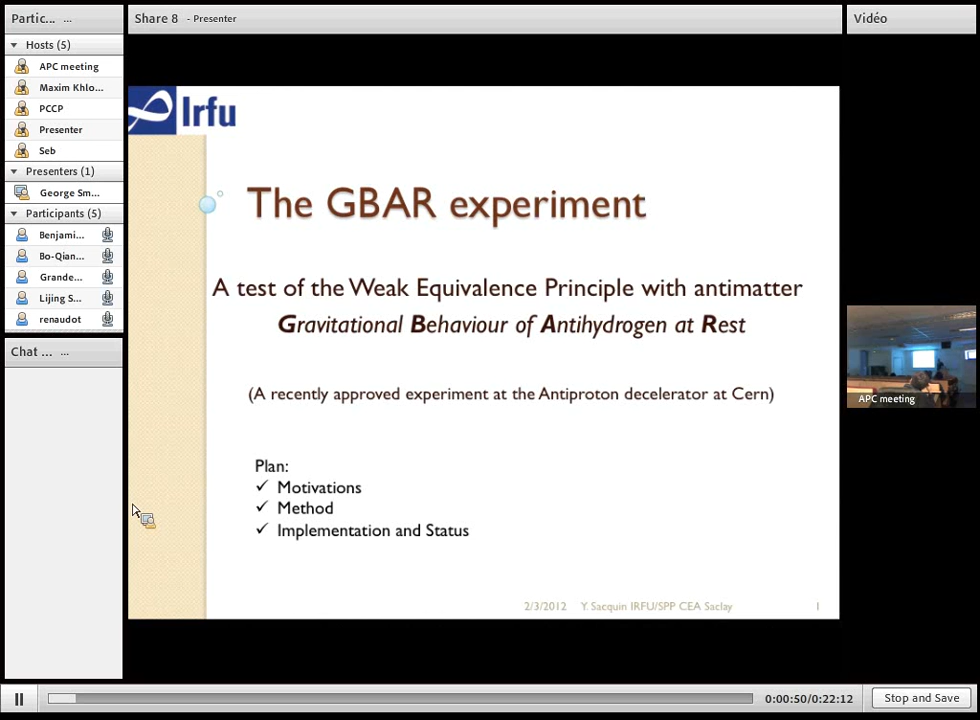 Partic... ...
Hosts (5)
APC meeting
Maxim Khlo...
PCCP
Presenter
Seb
Presenters (1)
George Sm...
Participants (5)
Benjami...
Bo-Qian...
Grande...
Lijing S...
renaudot
Chat ... ...
Share 8 - Presenter
Irfu
The GBAR experiment
A test of the Weak Equivalence Principle with antimatter
Gravitational Behaviour of Antihydrogen at Rest
(A recently approved experiment at the Antiproton decelerator at Cern)
Plan:
✓ Motivations
✓ Method
✓ Implementation and Status
2/3/2012 Y. Sacquin IRFU/SPP CEA Saclay 1
Vidéo
APC meeting
0:00:50/0:22:12
Stop and Save